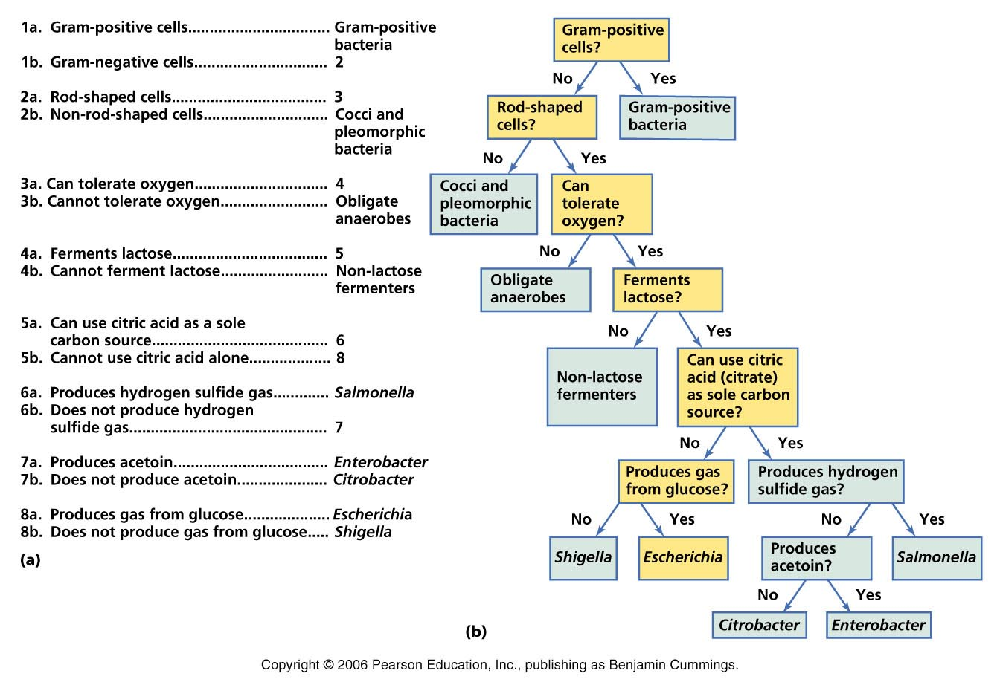 1a. Gram-positive cells................................ Gram-positive
bacteria
1b. Gram-negative cells.............................. 2
2a. Rod-shaped cells................................... 3
2b. Non-rod-shaped cells............................ Cocci and
pleomorphic
bacteria
3a. Can tolerate oxygen.............................. 4
3b. Cannot tolerate oxygen........................ Obligate
anaerobes
4a. Ferments lactose................................... 5
4b. Cannot ferment lactose........................ Non-lactose
fermenters
5a. Can use citric acid as a sole
carbon source........................................ 6
5b. Cannot use citric acid alone................... 8
6a. Produces hydrogen sulfide gas............. Salmonella
6b. Does not produce hydrogen
sulfide gas............................................. 7
7a. Produces acetoin................................... Enterobacter
7b. Does not produce acetoin..................... Citrobacter
8a. Produces gas from glucose.................... Escherichia
8b. Does not produce gas from glucose..... Shigella
(a)
Gram-positive
cells?
No
Yes
Rod-shaped
cells?
Gram-positive
bacteria
No
Yes
Cocci and
pleomorphic
bacteria
Can
tolerate
oxygen?
No
Yes
Obligate
anaerobes
Ferments
lactose?
No
Yes
Non-lactose
fermenters
Can use citric
acid (citrate)
as sole carbon
source?
No
Yes
Produces gas
from glucose?
Produces hydrogen
sulfide gas?
No
Yes
No
Yes
Shigella
Escherichia
Produces
acetoin?
Salmonella
No
Yes
Citrobacter
Enterobacter
(b)
Copyright © 2006 Pearson Education, Inc., publishing as Benjamin Cummings.